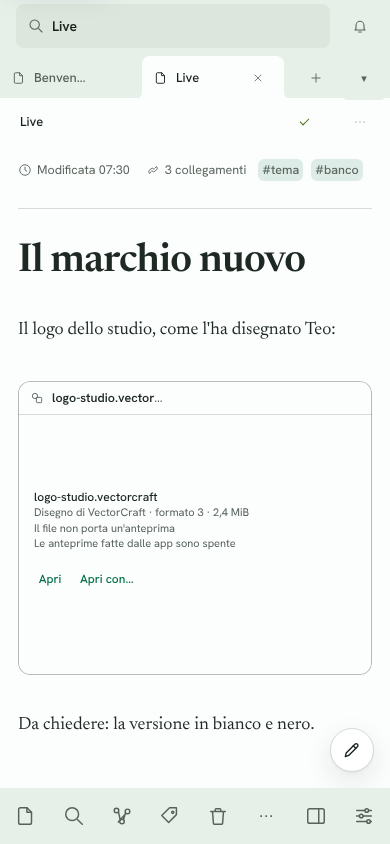 Live
Benven...
Live
Live
Modificata 07:30
3 collegamenti
#tema
#banco
Il marchio nuovo
Il logo dello studio, come l'ha disegnato Teo:
logo-studio.vector...
logo-studio.vectorcraft
Disegno di VectorCraft · formato 3 · 2,4 MiB
Il file non porta un'anteprima
Le anteprime fatte dalle app sono spente
Apri
Apri con...
Da chiedere: la versione in bianco e nero.